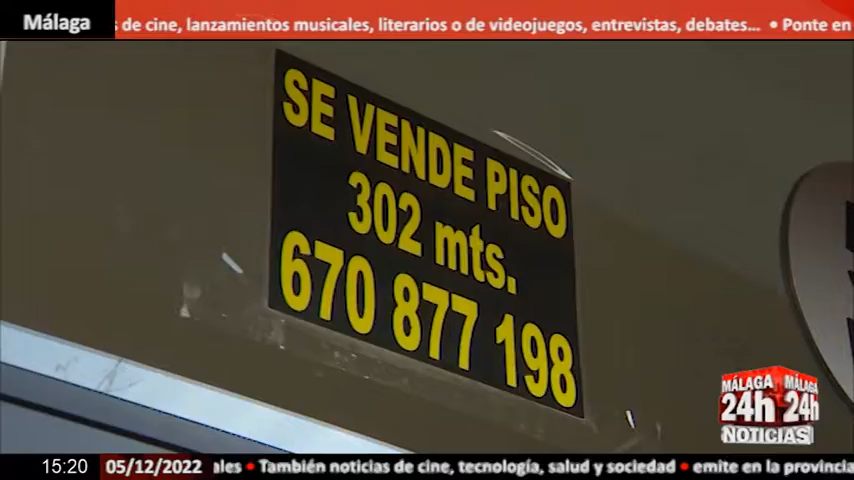 Málaga
s de cine, lanzamientos musicales, literarios o de videojuegos, entrevistas, debates... • Ponte en
SE VENDE PISO
302 mts.
670 877 198
MÁLAGA MÁLAGA
24h 24h
NOTICIAS
15:20 05/12/2022 ales • También noticias de cine, tecnología, salud y sociedad • emite en la provincia